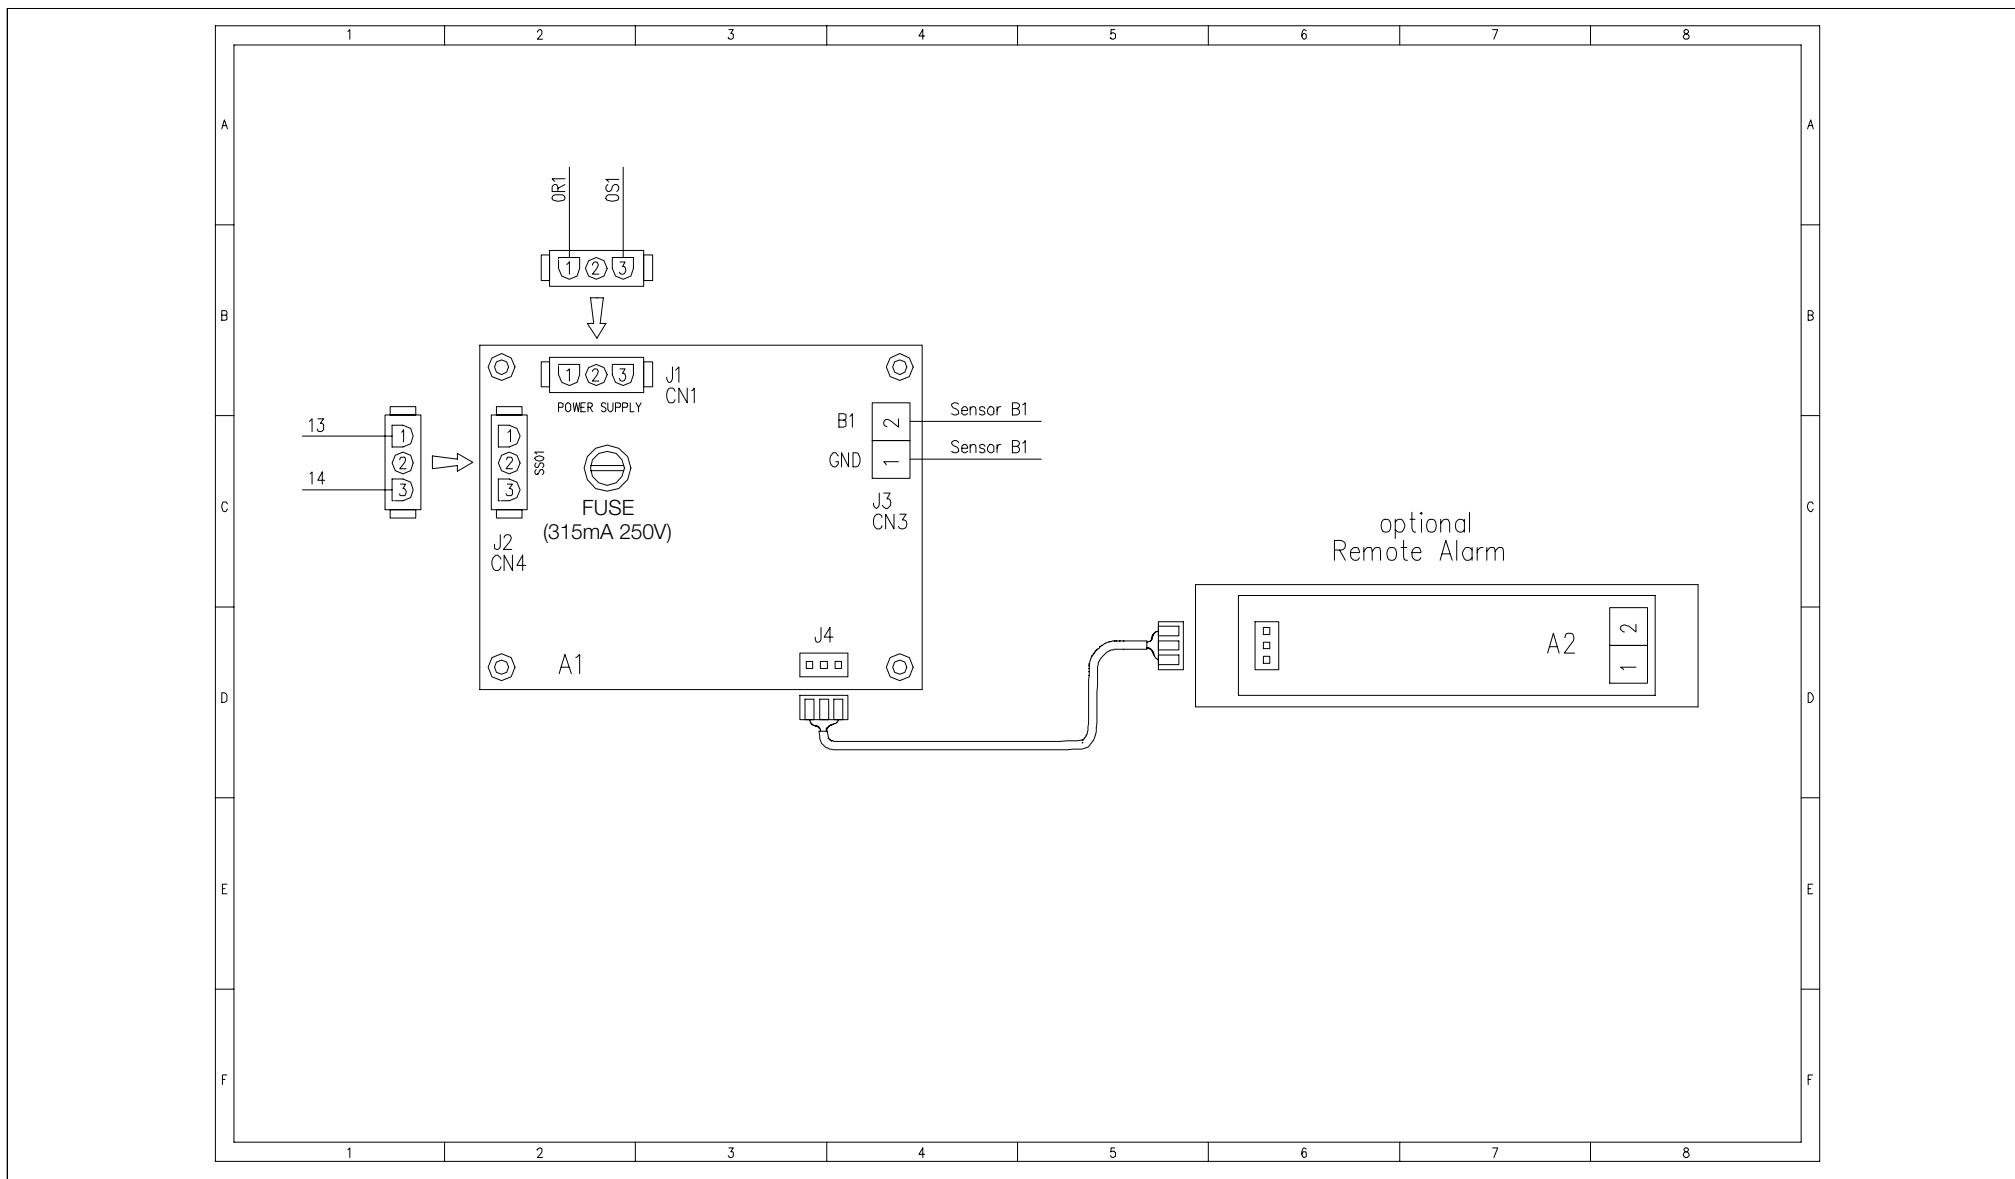 1 2 3 4 5 6 7 8
A A
0R1 0S1
1 2 3
B B
1 2 3
J1
CN1
POWER SUPPLY
13
14
1
2
3
1
2
3
SS01
J2
CN4
FUSE
(315mA 250V)
B1 2 Sensor B1
GND 1 Sensor B1
J3
CN3
C C
optional
Remote Alarm
J4
A1
A2
2
1
D D
E E
F F
1 2 3 4 5 6 7 8